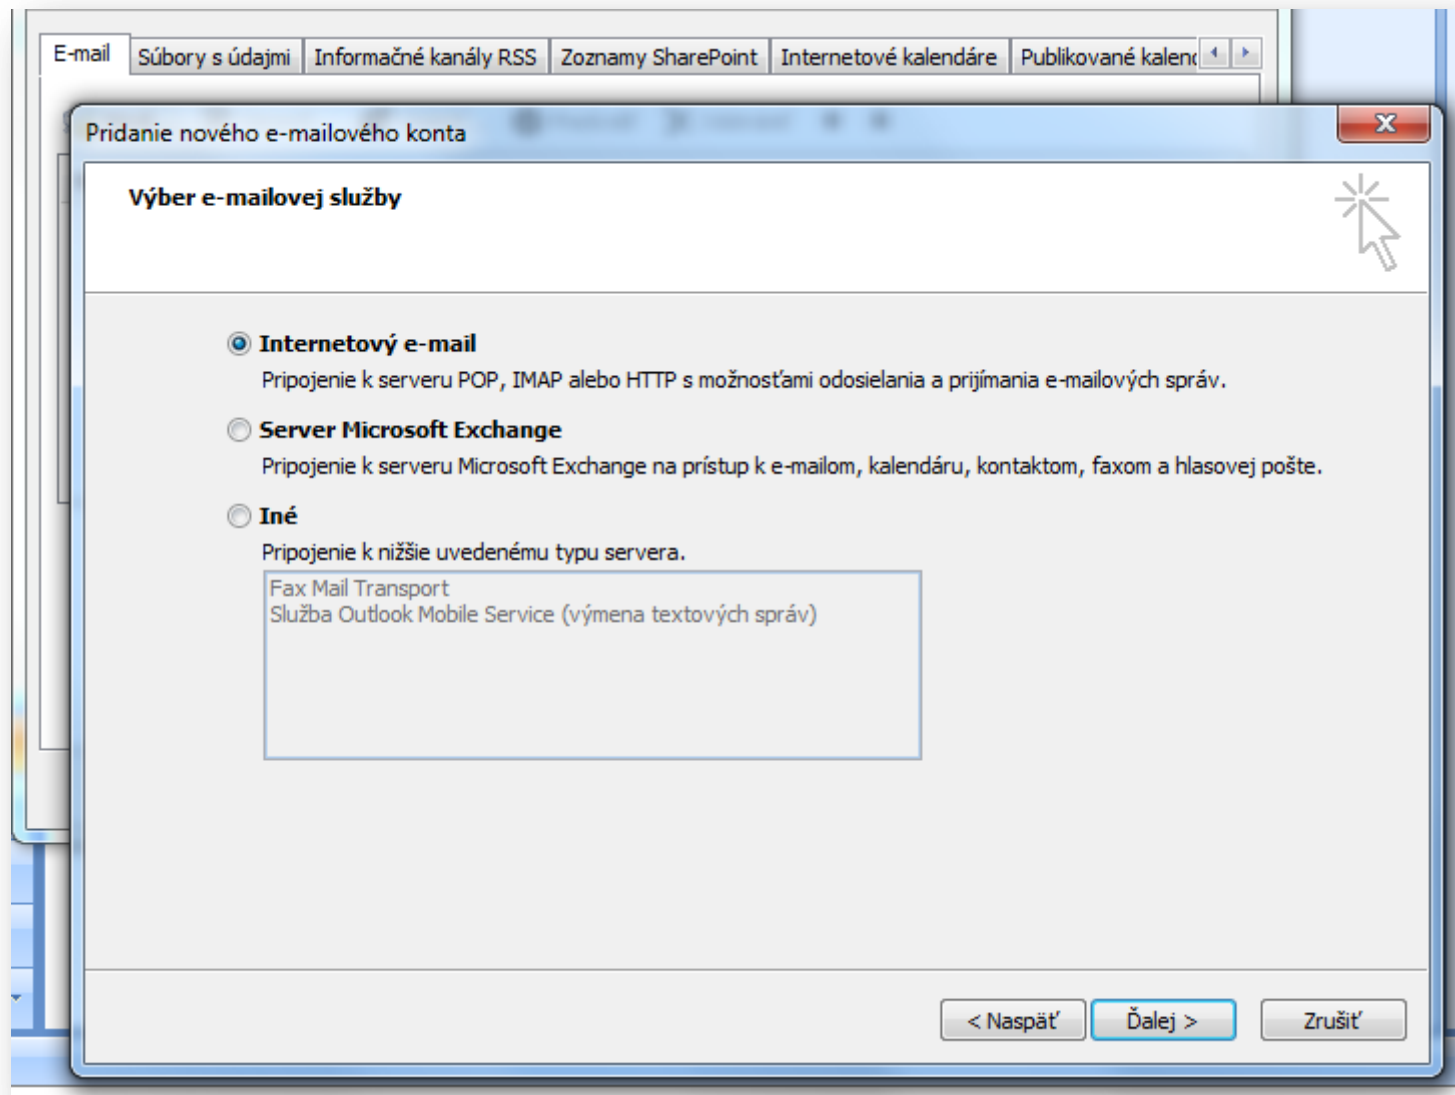 E-mail Súbory s údajmi Informačné kanály RSS Zoznamy SharePoint Internetové kalendáre Publikované
Pridanie nového e-mailového konta
Výber e-mailovej služby
Internetový e-mail
Pripojenie k serveru POP, IMAP alebo HTTP s možnosťami odosielania a prijímania e-mailových správ.
Server Microsoft Exchange
Pripojenie k serveru Microsoft Exchange na prístup k e-mailom, kalendáru, kontaktom, faxom a hlasovej pošte.
Iné
Pripojenie k nižšie uvedenému typu servera.
Fax Mail Transport
Služba Outlook Mobile Service (výmena textových správ)
< Naspäť Ďalej > Zrušiť